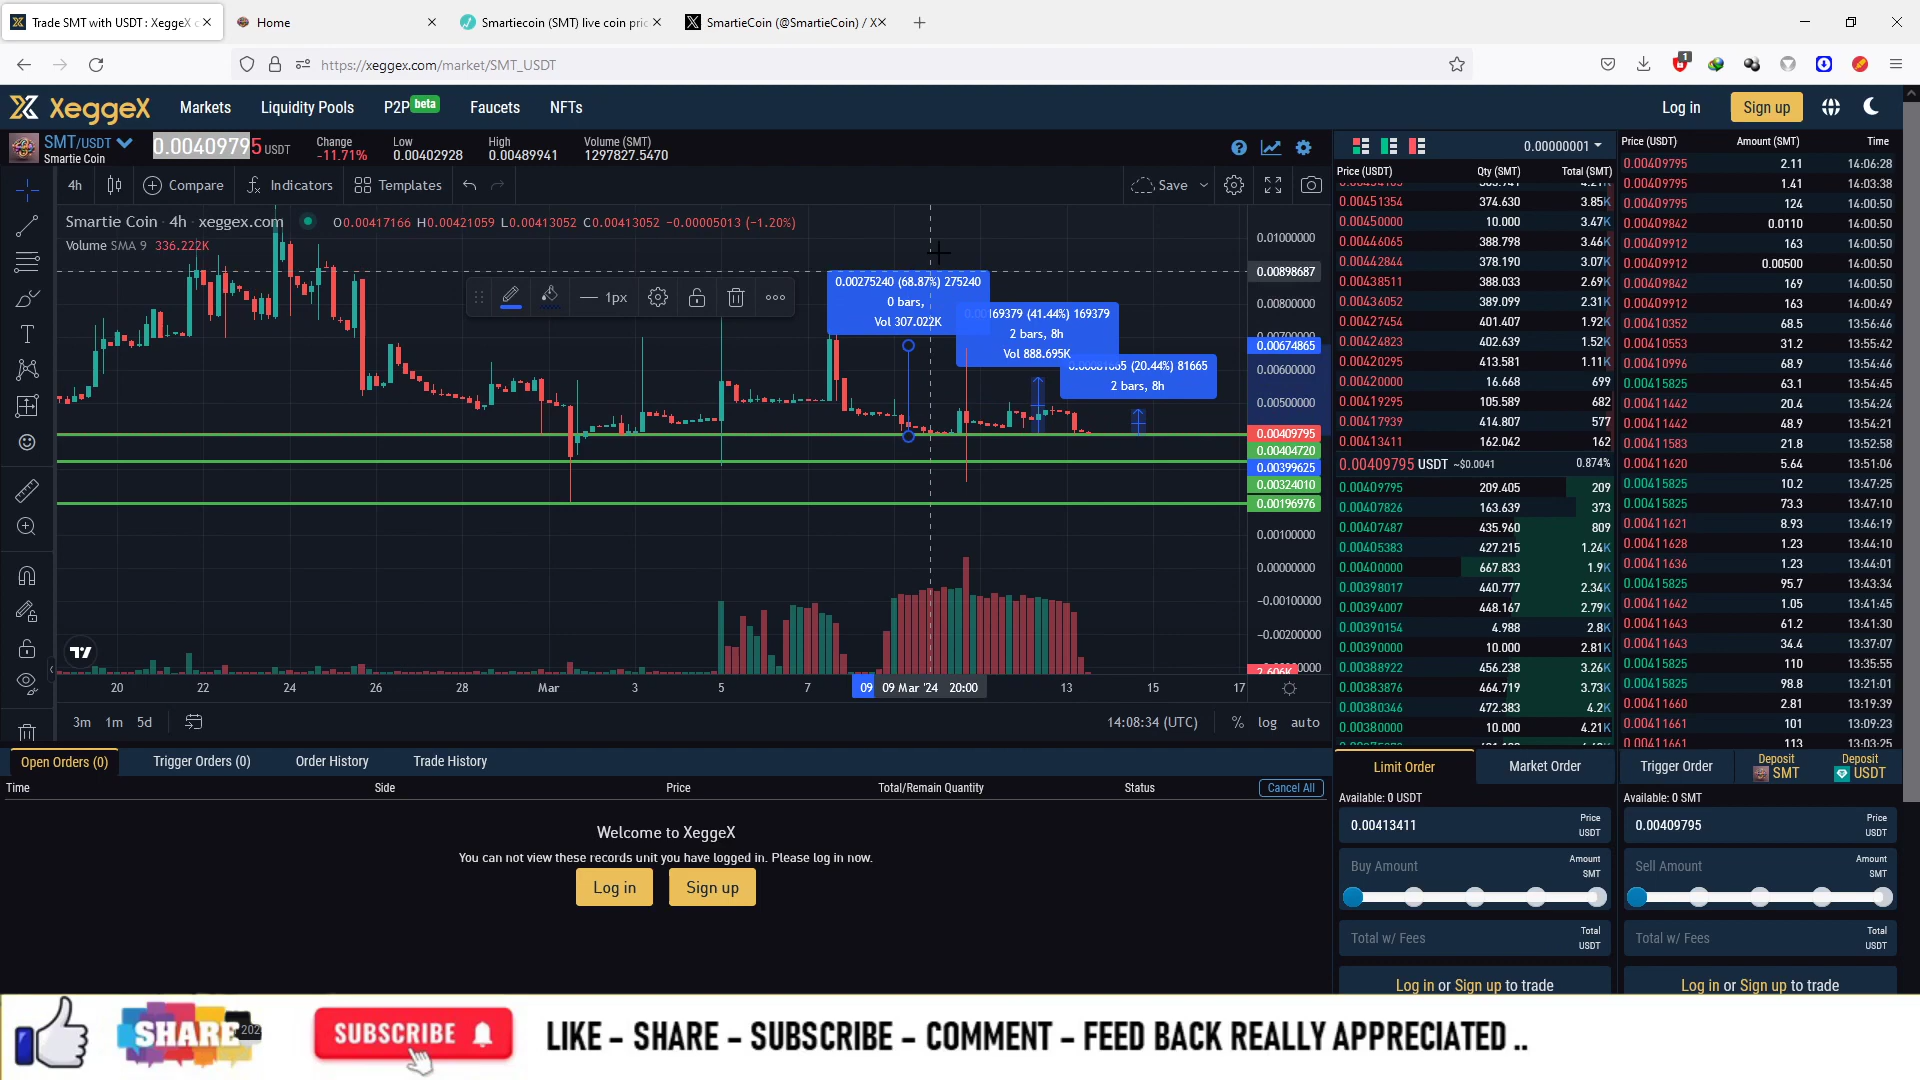 Trade SMT with USDT : XeggeX c
Home
Smartiecoin (SMT) live coin pric
SmartieCoin (@SmartieCoin) / X
https://xeggex.com/market/SMT_USDT
1
XeggeX
Markets
Liquidity Pools
P2P beta
Faucets
NFTs
Log in
Sign up
SMT/USDT
Smartie Coin
0.00409795 USDT
Change
-11.71%
Low
0.00402928
High
0.00489941
Volume (SMT)
1297827.5470
4h
Compare
Indicators
Templates
Save
Smartie Coin · 4h · xeggex.com
O0.00417166 H0.00421059 L0.00413052 C0.00413052 −0.00005013 (−1.20%)
Volume SMA 9 336.222K
1px
0.00275240 (68.87%) 275240
0 bars,
Vol 307.022K
169379 (41.44%) 169379
2 bars, 8h
Vol 888.695K
(20.44%) 81665
2 bars, 8h
0.01000000
0.00898687
0.00800000
0.00674865
0.00600000
0.00500000
0.00409795
0.00404720
0.00399625
0.00324010
0.00196976
0.00100000
0.00000000
−0.00100000
−0.00200000
2.606K
20
22
24
26
28
Mar
3
5
7
09
09 Mar '24 20:00
13
15
17
3m
1m
5d
14:08:34 (UTC)
%
log
auto
0.00000001
Price (USDT) Qty (SMT) Total (SMT)
0.00451354 374.630 3.85K
0.00450000 10.000 3.47K
0.00446065 388.798 3.46K
0.00442844 378.190 3.07K
0.00438511 388.033 2.69K
0.00436052 389.099 2.31K
0.00427454 401.407 1.92K
0.00424823 402.639 1.52K
0.00420295 413.581 1.11K
0.00420000 16.668 699
0.00419295 105.589 682
0.00417939 414.807 577
0.00413411 162.042 162
0.00409795 USDT ~$0.0041 0.874%
0.00409795 209.405 209
0.00407826 163.639 373
0.00407487 435.960 809
0.00405383 427.215 1.24K
0.00400000 667.833 1.9K
0.00398017 440.777 2.34K
0.00394007 448.167 2.79K
0.00390154 4.988 2.8K
0.00390000 10.000 2.81K
0.00388922 456.238 3.26K
0.00383876 464.719 3.73K
0.00380346 472.383 4.2K
0.00380000 10.000 4.21K
Price (USDT) Amount (SMT) Time
0.00409795 2.11 14:06:28
0.00409795 1.41 14:03:38
0.00409795 124 14:00:50
0.00409842 0.0110 14:00:50
0.00409912 163 14:00:50
0.00409912 0.00500 14:00:50
0.00409842 169 14:00:50
0.00409912 163 14:00:49
0.00410352 68.5 13:56:46
0.00410553 31.2 13:55:42
0.00410996 68.9 13:54:46
0.00415825 63.1 13:54:45
0.00411442 20.4 13:54:24
0.00411442 48.9 13:54:21
0.00411583 21.8 13:52:58
0.00411620 5.64 13:51:06
0.00415825 10.2 13:47:25
0.00415825 73.3 13:47:10
0.00411621 8.93 13:46:19
0.00411628 1.23 13:44:10
0.00411636 1.23 13:44:01
0.00415825 95.7 13:43:34
0.00411642 1.05 13:41:45
0.00411643 61.2 13:41:30
0.00411643 34.4 13:37:07
0.00415825 110 13:35:55
0.00415825 98.8 13:21:01
0.00411660 2.81 13:19:39
0.00411661 101 13:09:23
0.00411661 113 13:03:25
Open Orders (0)
Trigger Orders (0)
Order History
Trade History
Time
Side
Price
Total/Remain Quantity
Status
Cancel All
Welcome to XeggeX
You can not view these records unit you have logged in. Please log in now.
Log in
Sign up
Limit Order
Market Order
Trigger Order
Deposit
SMT
Deposit
USDT
Available: 0 USDT
0.00413411
Price
USDT
Buy Amount
Amount
SMT
Total w/ Fees
Total
USDT
Log in or Sign up to trade
Available: 0 SMT
0.00409795
Price
USDT
Sell Amount
Amount
SMT
Total w/ Fees
Total
USDT
Log in or Sign up to trade
SHARE
SUBSCRIBE
LIKE – SHARE – SUBSCRIBE – COMMENT – FEED BACK REALLY APPRECIATED ..